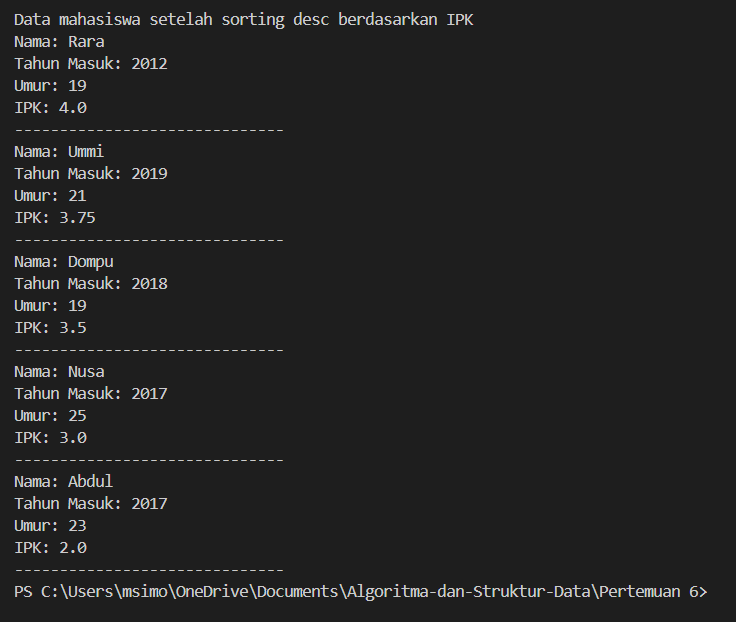 Data mahasiswa setelah sorting desc berdasarkan IPK
Nama: Rara
Tahun Masuk: 2012
Umur: 19
IPK: 4.0
------------------------------
Nama: Ummi
Tahun Masuk: 2019
Umur: 21
IPK: 3.75
------------------------------
Nama: Dompu
Tahun Masuk: 2018
Umur: 19
IPK: 3.5
------------------------------
Nama: Nusa
Tahun Masuk: 2017
Umur: 25
IPK: 3.0
------------------------------
Nama: Abdul
Tahun Masuk: 2017
Umur: 23
IPK: 2.0
------------------------------
PS C:\Users\msimo\OneDrive\Documents\Algoritma-dan-Struktur-Data\Pertemuan 6>